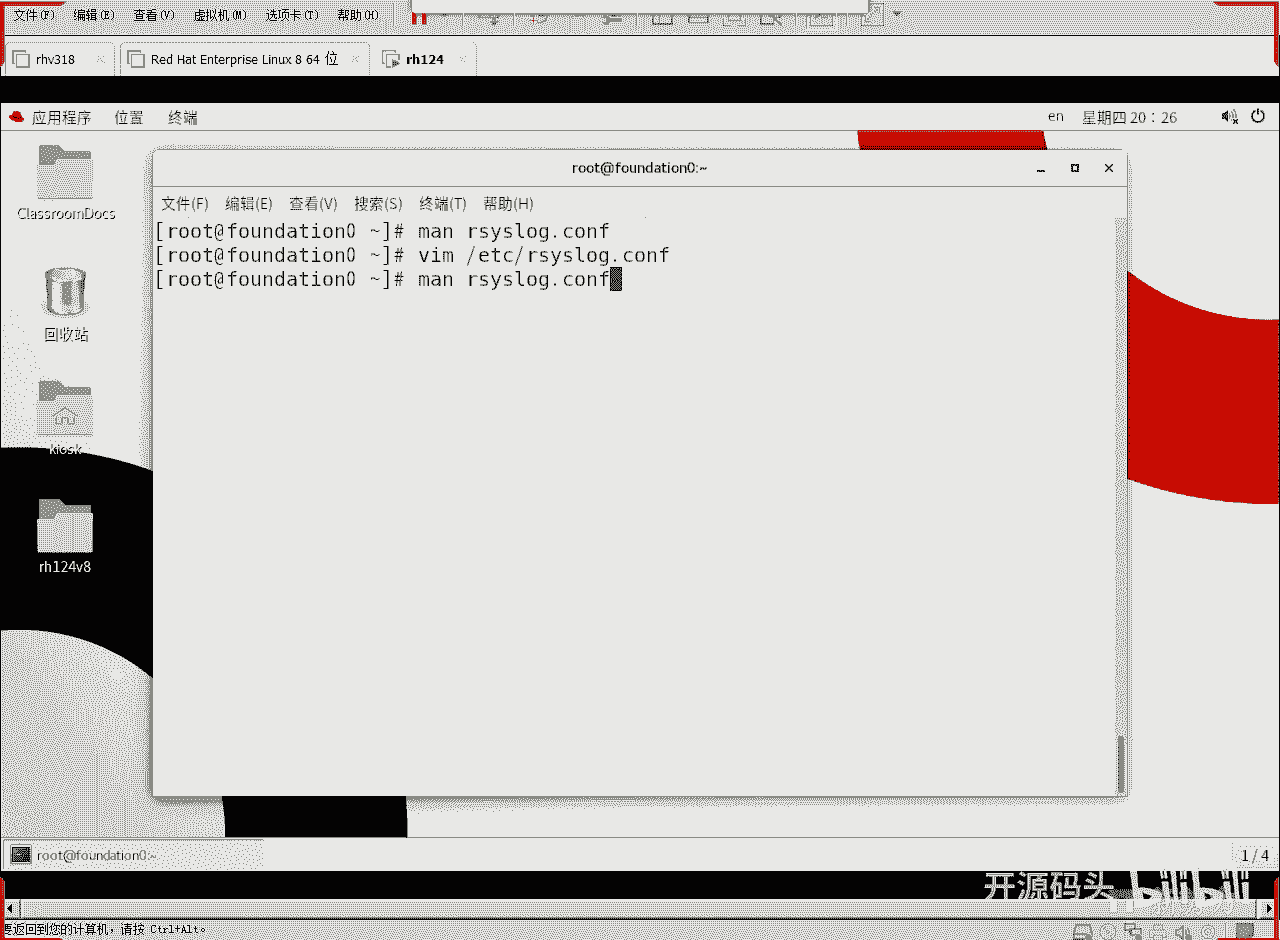 文件(F) 编辑(E) 查看(V) 虚拟机(M) 选项卡(T) 帮助(H)
rhv318 Red Hat Enterprise Linux 8 64 位 rh124
应用程序 位置 终端 en 星期四 20：26
ClassroomDocs
回收站
kiosk
rh124v8
root@foundation0:~
文件(F) 编辑(E) 查看(V) 搜索(S) 终端(T) 帮助(H)
[root@foundation0 ~]# man rsyslog.conf
[root@foundation0 ~]# vim /etc/rsyslog.conf
[root@foundation0 ~]# man rsyslog.conf
root@foundation0:~ 1 / 4
开源码头 bilibili
要返回到您的计算机，请按 Ctrl+Alt。